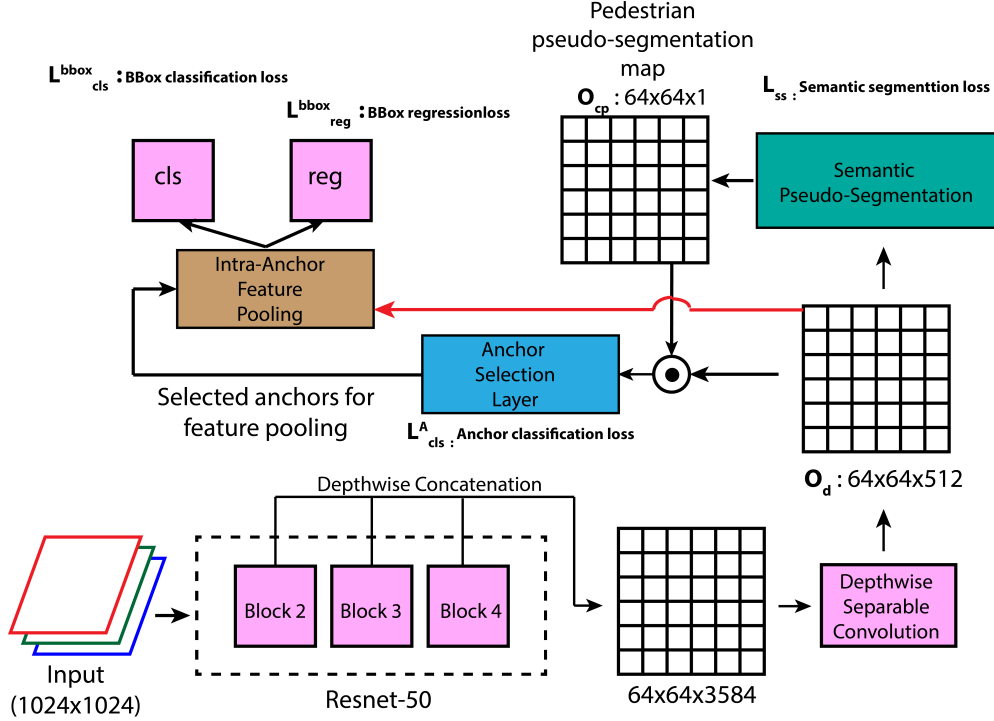 Pedestrian
pseudo-segmentation
map
O_cp : 64x64x1
L^bbox_cls : BBox classification loss
L^bbox_reg : BBox regressionloss
L_ss : Semantic segmenttion loss
cls
reg
Semantic
Pseudo-Segmentation
Intra-Anchor
Feature
Pooling
Anchor
Selection
Layer
Selected anchors for
feature pooling
L^A_cls : Anchor classification loss
O_d : 64x64x512
Depthwise Concatenation
Block 2
Block 3
Block 4
Depthwise
Separable
Convolution
Input
(1024x1024)
Resnet-50
64x64x3584